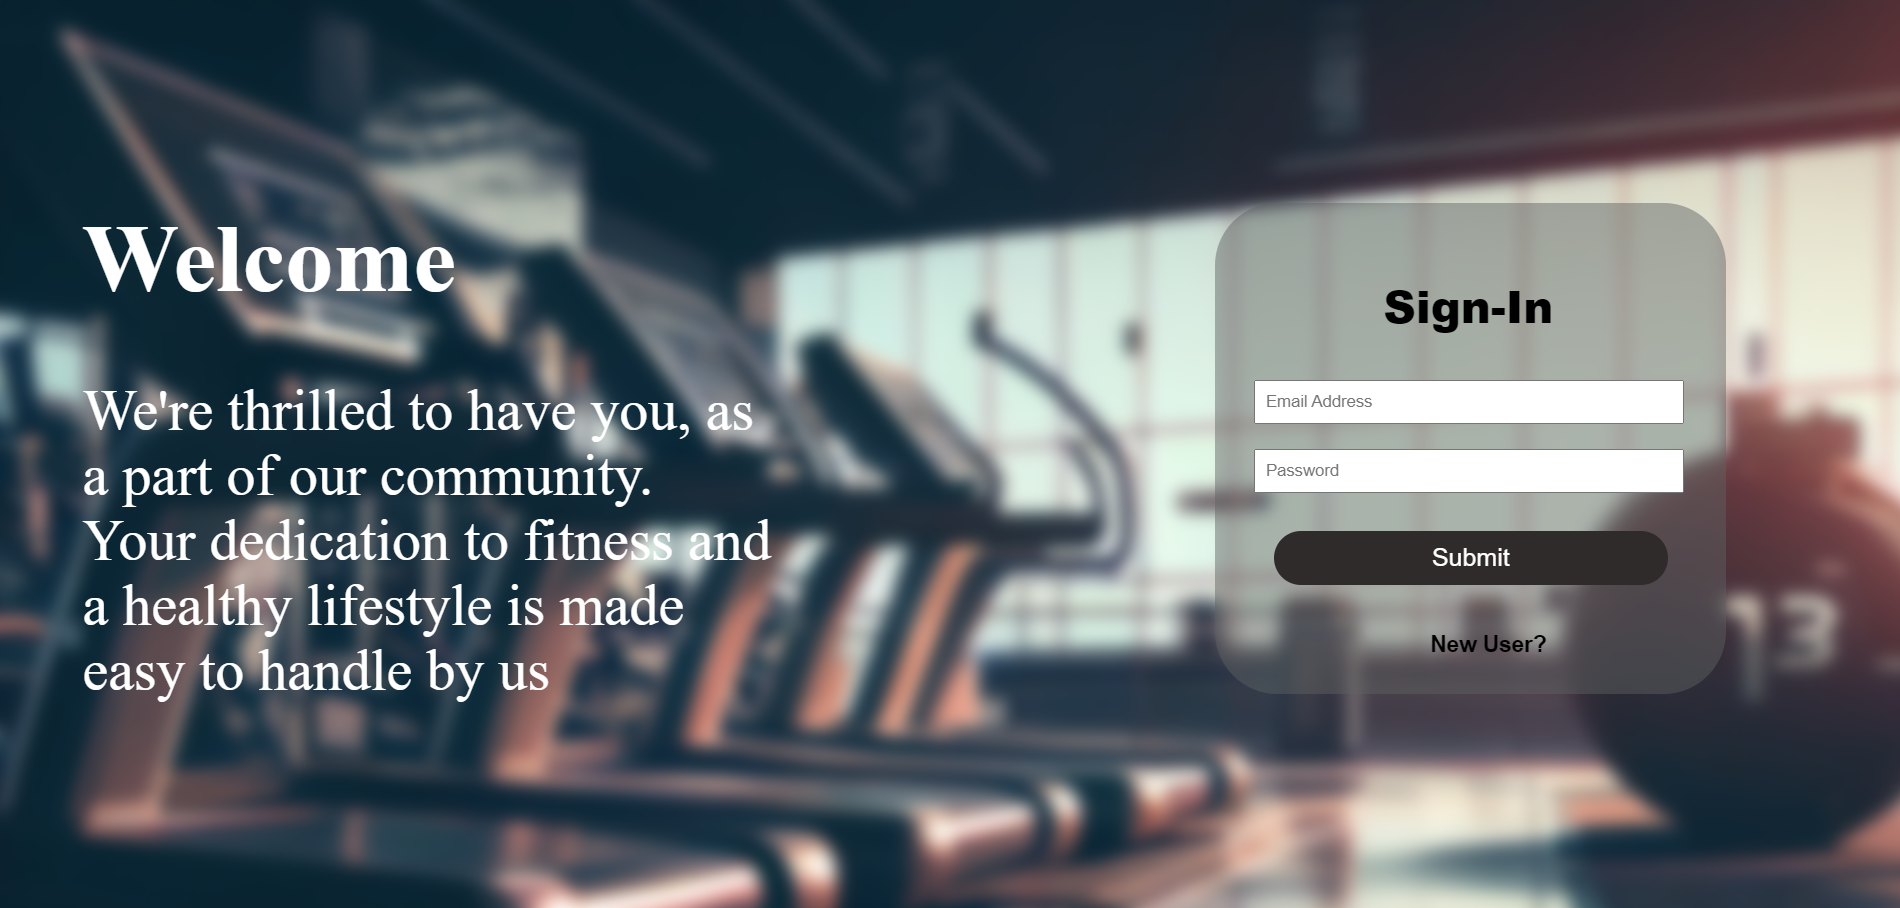 Welcome
We're thrilled to have you, as
a part of our community.
Your dedication to fitness and
a healthy lifestyle is made
easy to handle by us
Sign-In
Email Address
Password
Submit
New User?
13